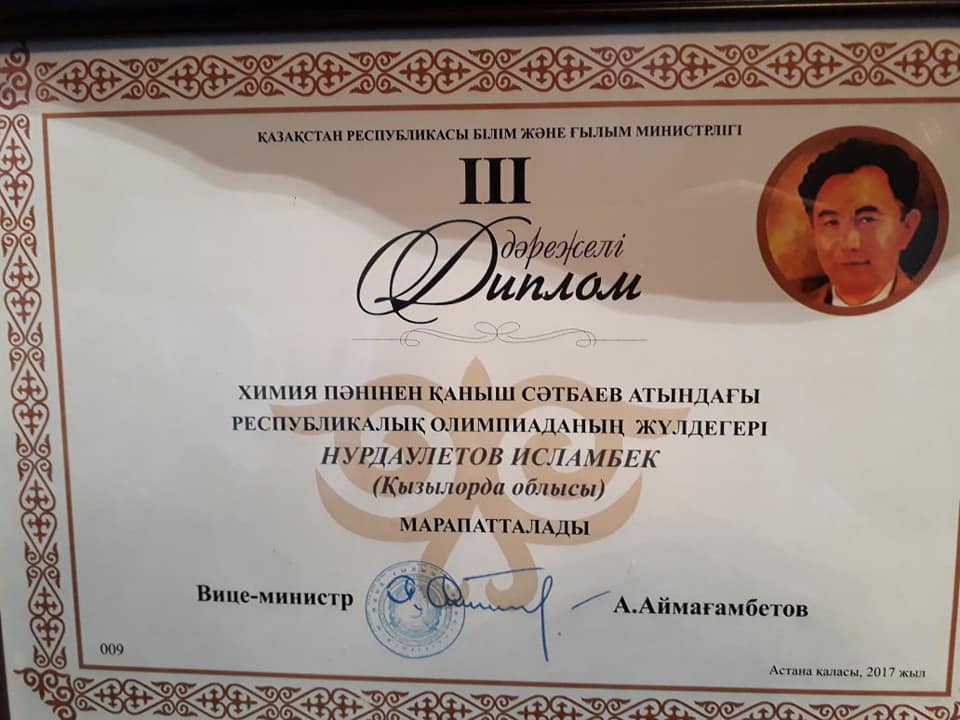 ҚАЗАҚСТАН РЕСПУБЛИКАСЫ БІЛІМ ЖӘНЕ ҒЫЛЫМ МИНИСТРЛІГІ
III
дәрежелі
Диплом
ХИМИЯ ПӘНІНЕН ҚАНЫШ СӘТБАЕВ АТЫНДАҒЫ
РЕСПУБЛИКАЛЫҚ ОЛИМПИАДАНЫҢ ЖҮЛДЕГЕРІ
НУРДАУЛЕТОВ ИСЛАМБЕК
(Қызылорда облысы)
МАРАПАТТАЛАДЫ
Вице-министр А.Аймағамбетов
009
Астана қаласы, 2017 жыл